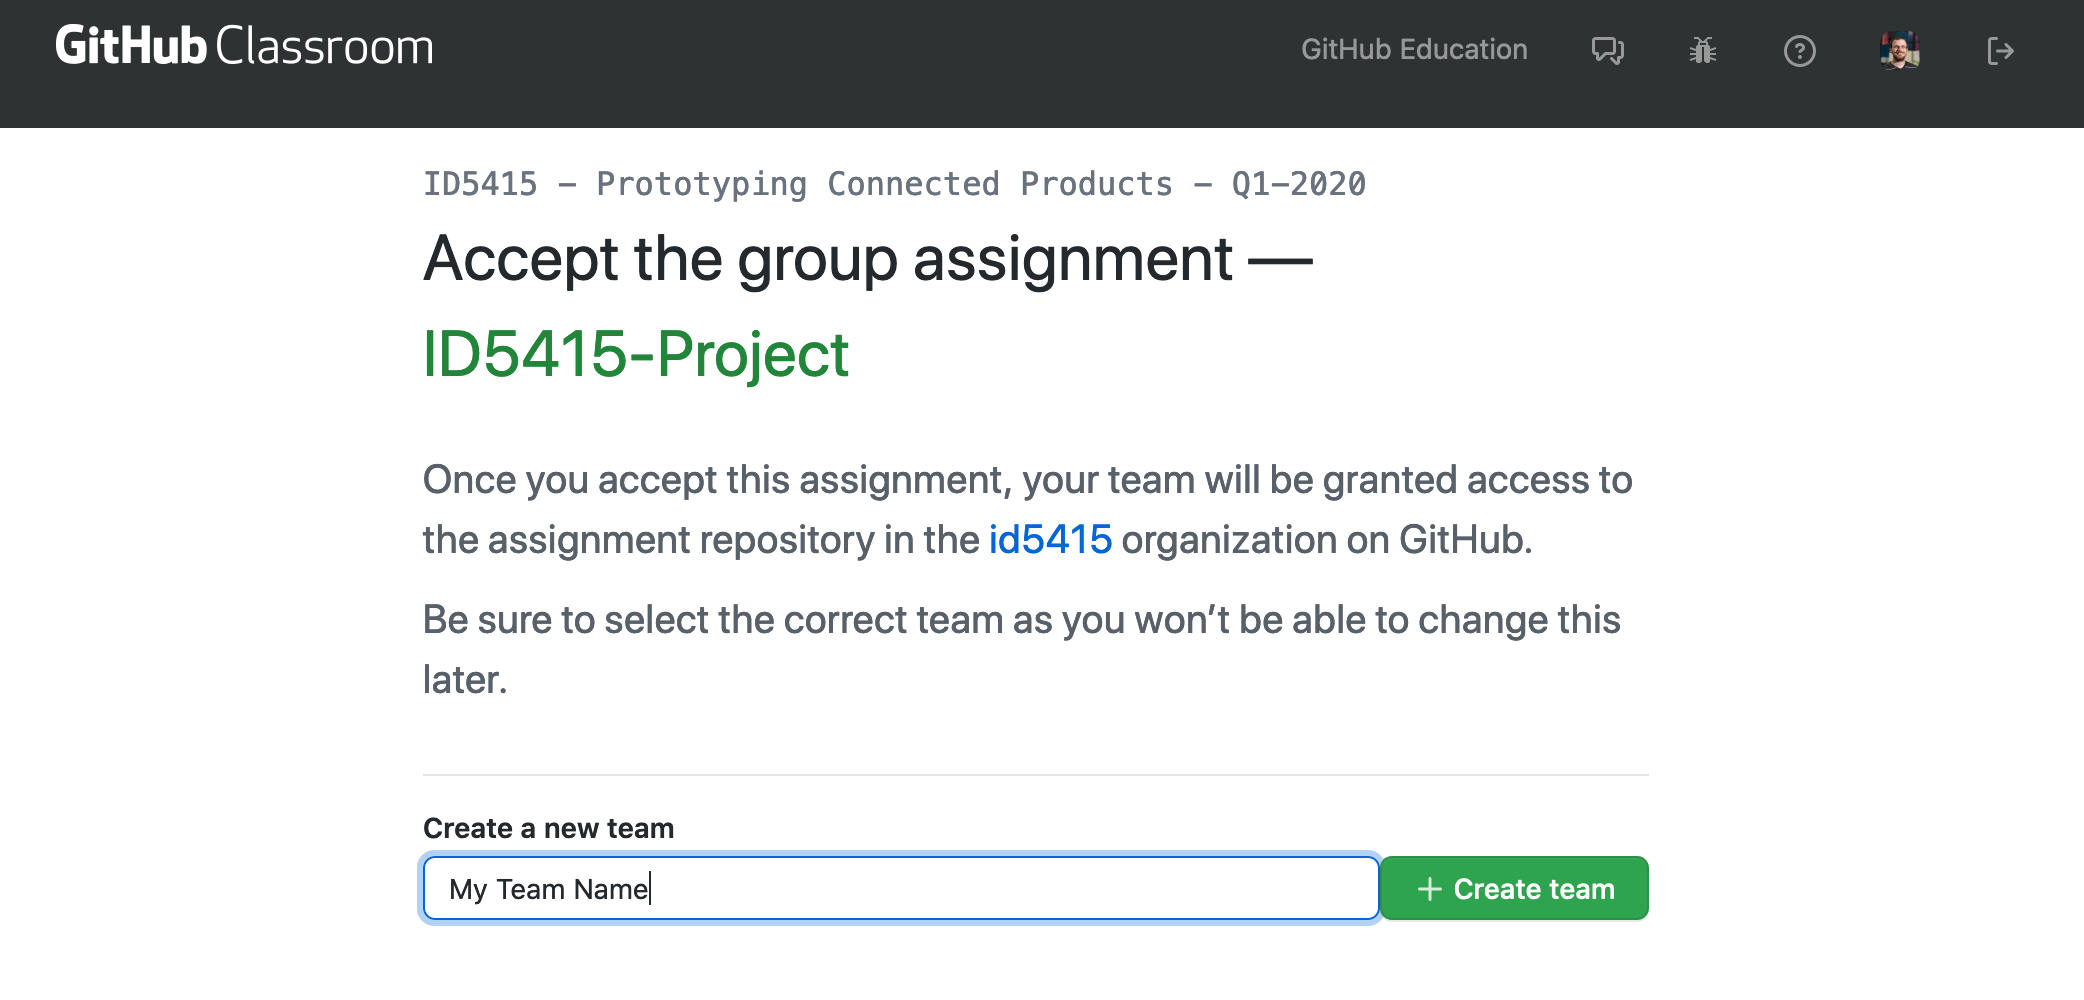 GitHub Classroom
GitHub Education
ID5415 – Prototyping Connected Products – Q1–2020
Accept the group assignment —
ID5415-Project
Once you accept this assignment, your team will be granted access to
the assignment repository in the id5415 organization on GitHub.
Be sure to select the correct team as you won’t be able to change this
later.
Create a new team
My Team Name
Create team